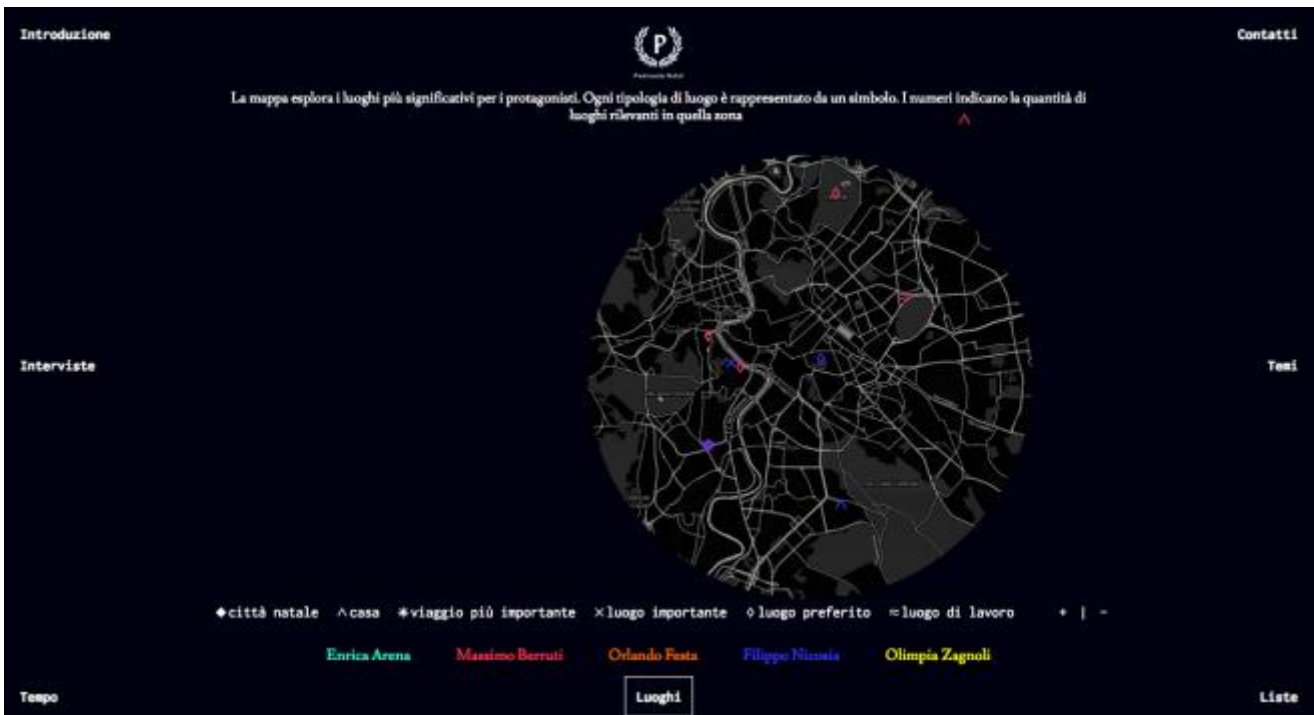 Introduzione
P
Contatti
La mappa esplora i luoghi più significativi per i protagonisti. Ogni tipologia di luogo è rappresentato da un simbolo. I numeri indicano la quantità di
luoghi rilevanti in quella zona
Interviste
Temi
◆città natale ∧casa ✳viaggio più importante ×luogo importante ◊luogo preferito ≈luogo di lavoro + | -
Enrica Arena Massimo Berruti Orlando Festa Filippo Nicosia Olimpia Zagnoli
Tempo
Luoghi
Liste